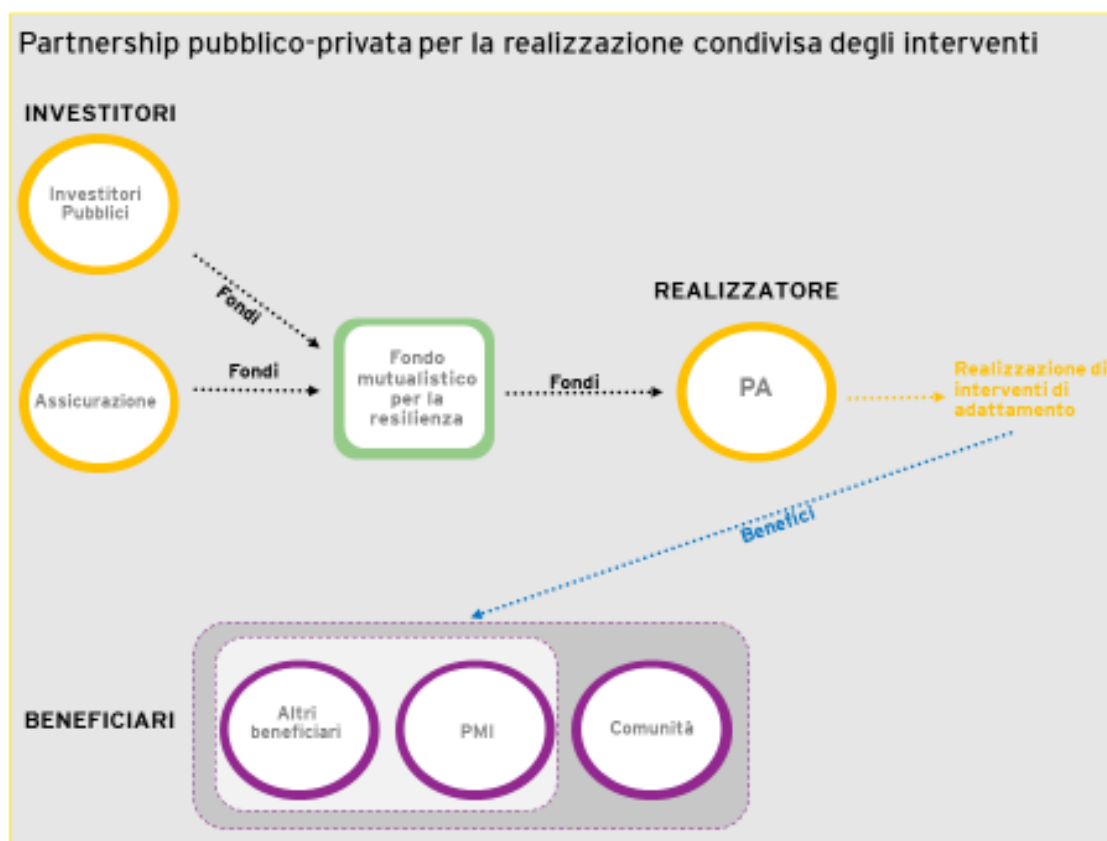 Partnership pubblico-privata per la realizzazione condivisa degli interventi
INVESTITORI
Investitori
Pubblici
Fondi
Assicurazione
Fondi
Fondo
mutualistico
per la
resilienza
Fondi
REALIZZATORE
PA
Realizzazione di
interventi di
adattamento
Benefici
BENEFICIARI
Altri
beneficiari
PMI
Comunità